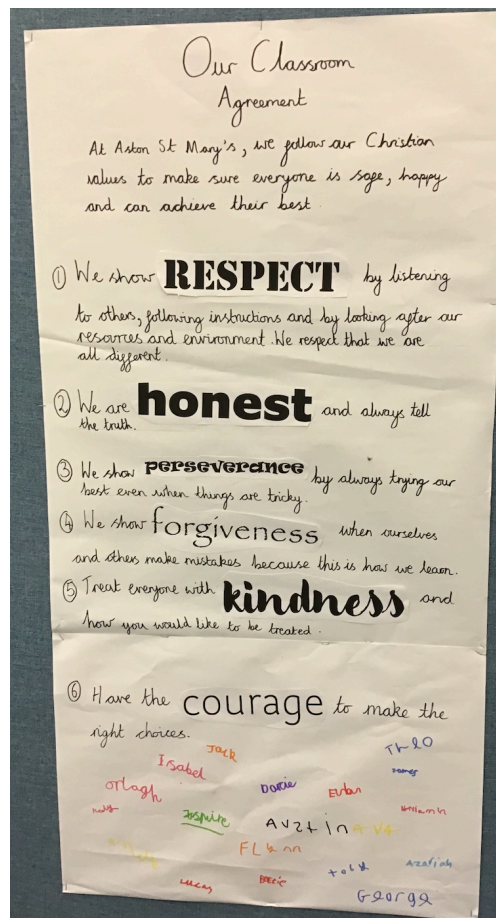 Our Classroom
Agreement
At Aston St Mary's, we follow our Christian
values to make sure everyone is safe, happy
and can achieve their best.
① We show RESPECT by listening
to others, following instructions and by looking after our
resources and environment. We respect that we are
all different.
② We are honest and always tell
the truth.
③ We show perseverance by always trying our
best even when things are tricky.
④ We show forgiveness when ourselves
and others make mistakes because this is how we learn.
⑤ Treat everyone with kindness and
how you would like to be treated.
⑥ Have the courage to make the
right choices.
Jack Theo
Isabel James
Orlagh Darcie
Inspire
Flynn
Lucas
George